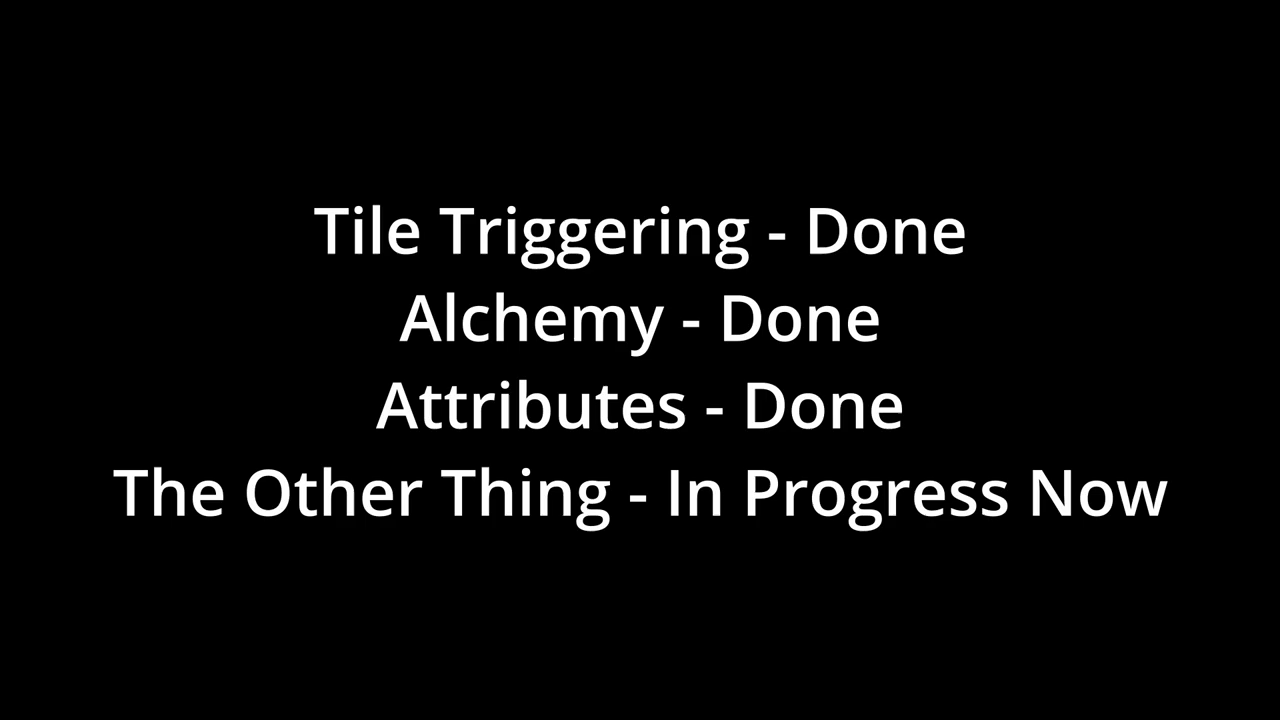 Tile Triggering - Done
Alchemy - Done
Attributes - Done
The Other Thing - In Progress Now